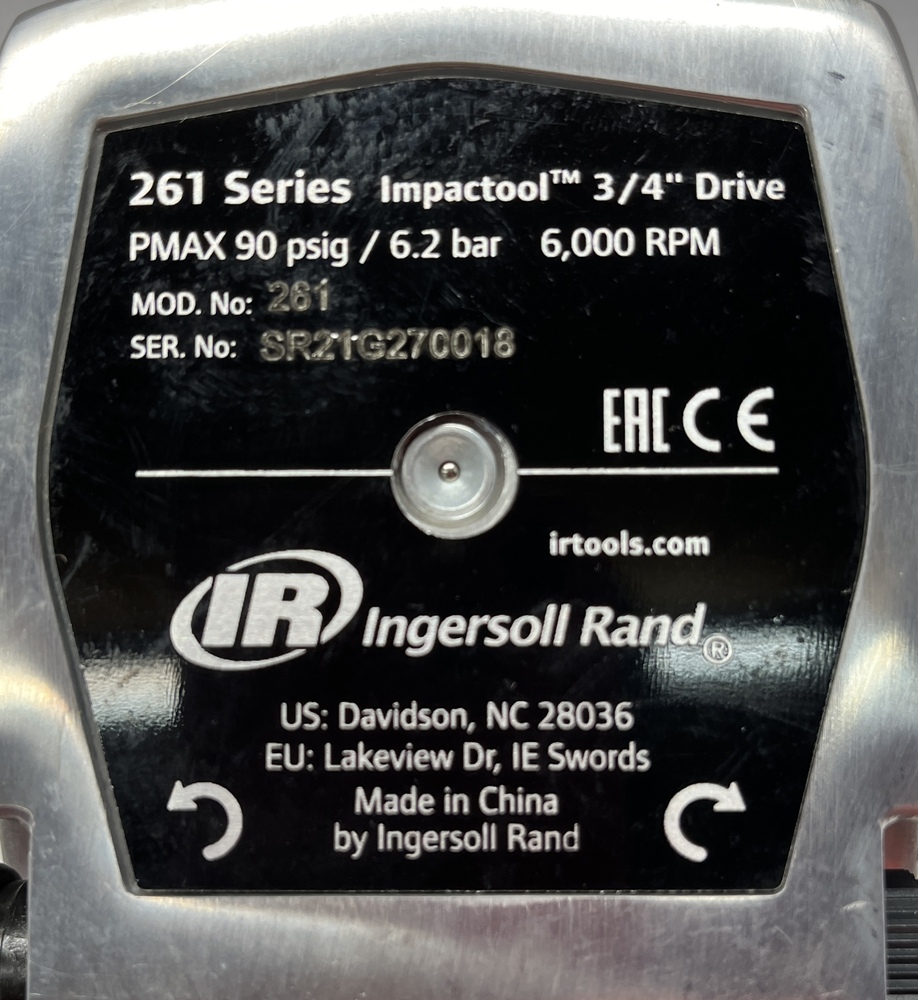 261 Series Impactool™ 3/4" Drive
PMAX 90 psig / 6.2 bar 6,000 RPM
MOD. No: 261
SER. No: SR21G270018
EAC CE
irtools.com
IR Ingersoll Rand®
US: Davidson, NC 28036
EU: Lakeview Dr, IE Swords
Made in China
by Ingersoll Rand